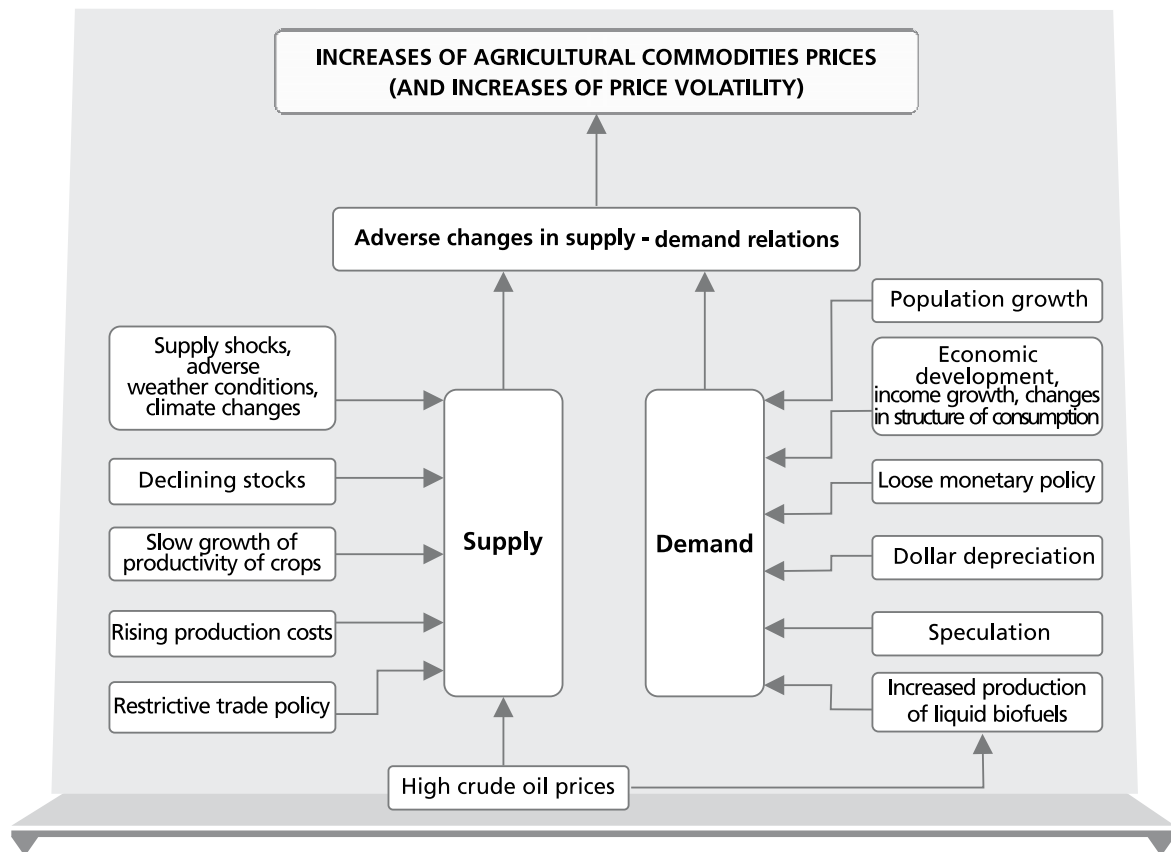 INCREASES OF AGRICULTURAL COMMODITIES PRICES
(AND INCREASES OF PRICE VOLATILITY)
Adverse changes in supply - demand relations
Supply shocks,
adverse
weather conditions,
climate changes
Declining stocks
Slow growth of
productivity of crops
Rising production costs
Restrictive trade policy
Supply
Demand
Population growth
Economic
development,
income growth, changes
in structure of consumption
Loose monetary policy
Dollar depreciation
Speculation
Increased production
of liquid biofuels
High crude oil prices